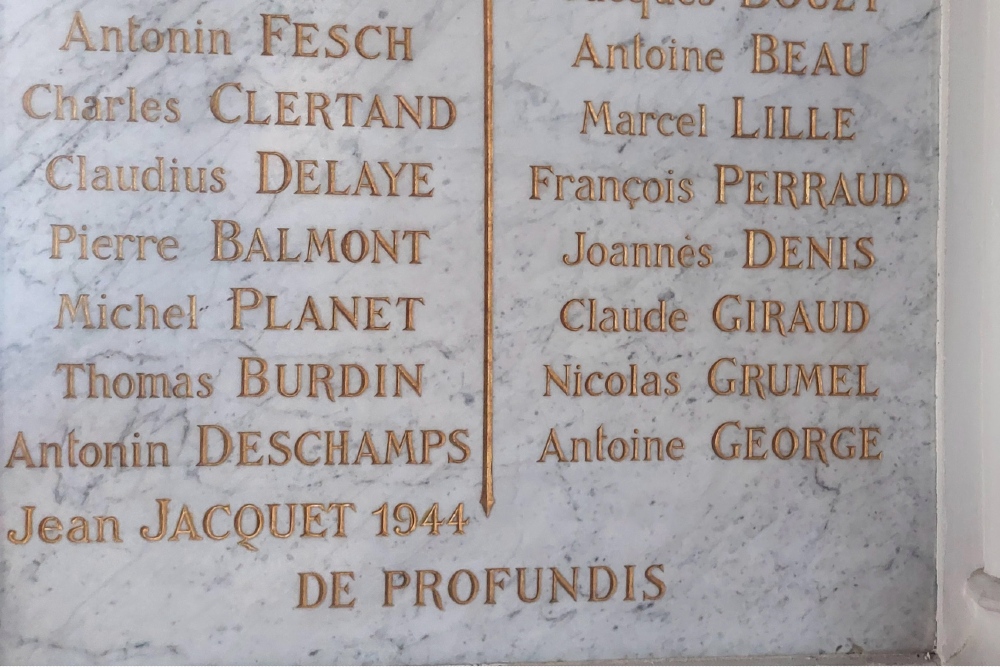 Antonin FESCH
Charles CLERTAND
Claudius DELAYE
Pierre BALMONT
Michel PLANET
Thomas BURDIN
Antonin DESCHAMPS
Jean JACQUET 1944
Antoine BEAU
Marcel LILLE
François PERRAUD
Joannès DENIS
Claude GIRAUD
Nicolas GRUMEL
Antoine GEORGE
DE PROFUNDIS